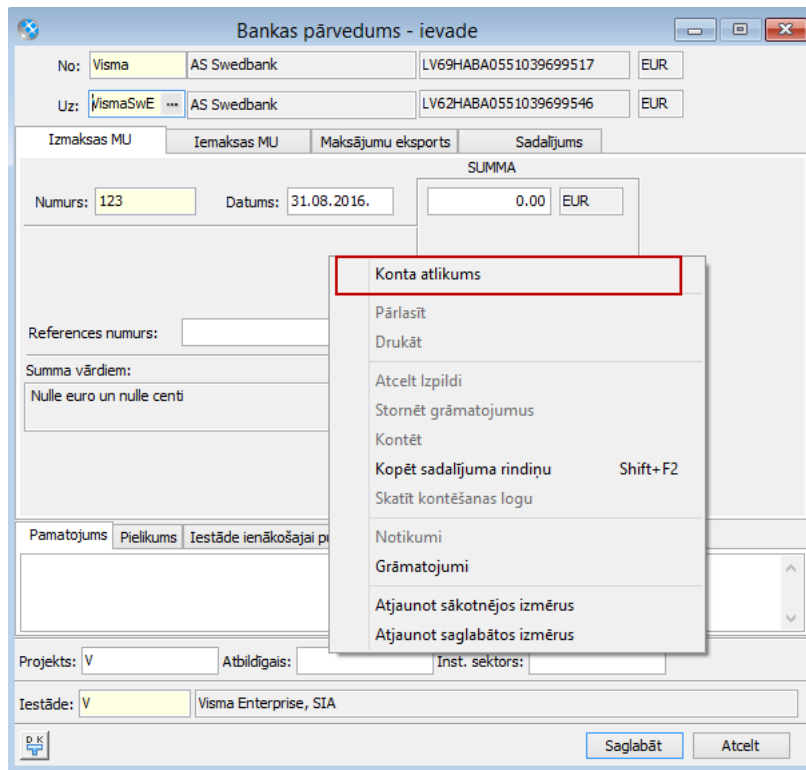 Bankas pārvedums - ievade
No: Visma AS Swedbank LV69HABA0551039699517 EUR
Uz: VismaSwE ... AS Swedbank LV62HABA0551039699546 EUR
Izmaksas MU Iemaksas MU Maksājumu eksports Sadalījums
SUMMA
Numurs: 123 Datums: 31.08.2016. 0.00 EUR
Konta atlikums
Pārlasīt
References numurs:
Drukāt
Summa vārdiem:
Atcelt Izpildi
Nulle euro un nulle centi
Stornēt grāmatojumus
Kontēt
Kopēt sadalījuma rindiņu Shift+F2
Skatīt kontēšanas logu
Pamatojums Pielikums Iestāde ienākošajai
Notikumi
Grāmatojumi
Atjaunot sākotnējos izmērus
Atjaunot saglabātos izmērus
Projekts: V Atbildīgais: Inst. sektors:
Iestāde: V Visma Enterprise, SIA
D K Saglabāt Atcelt